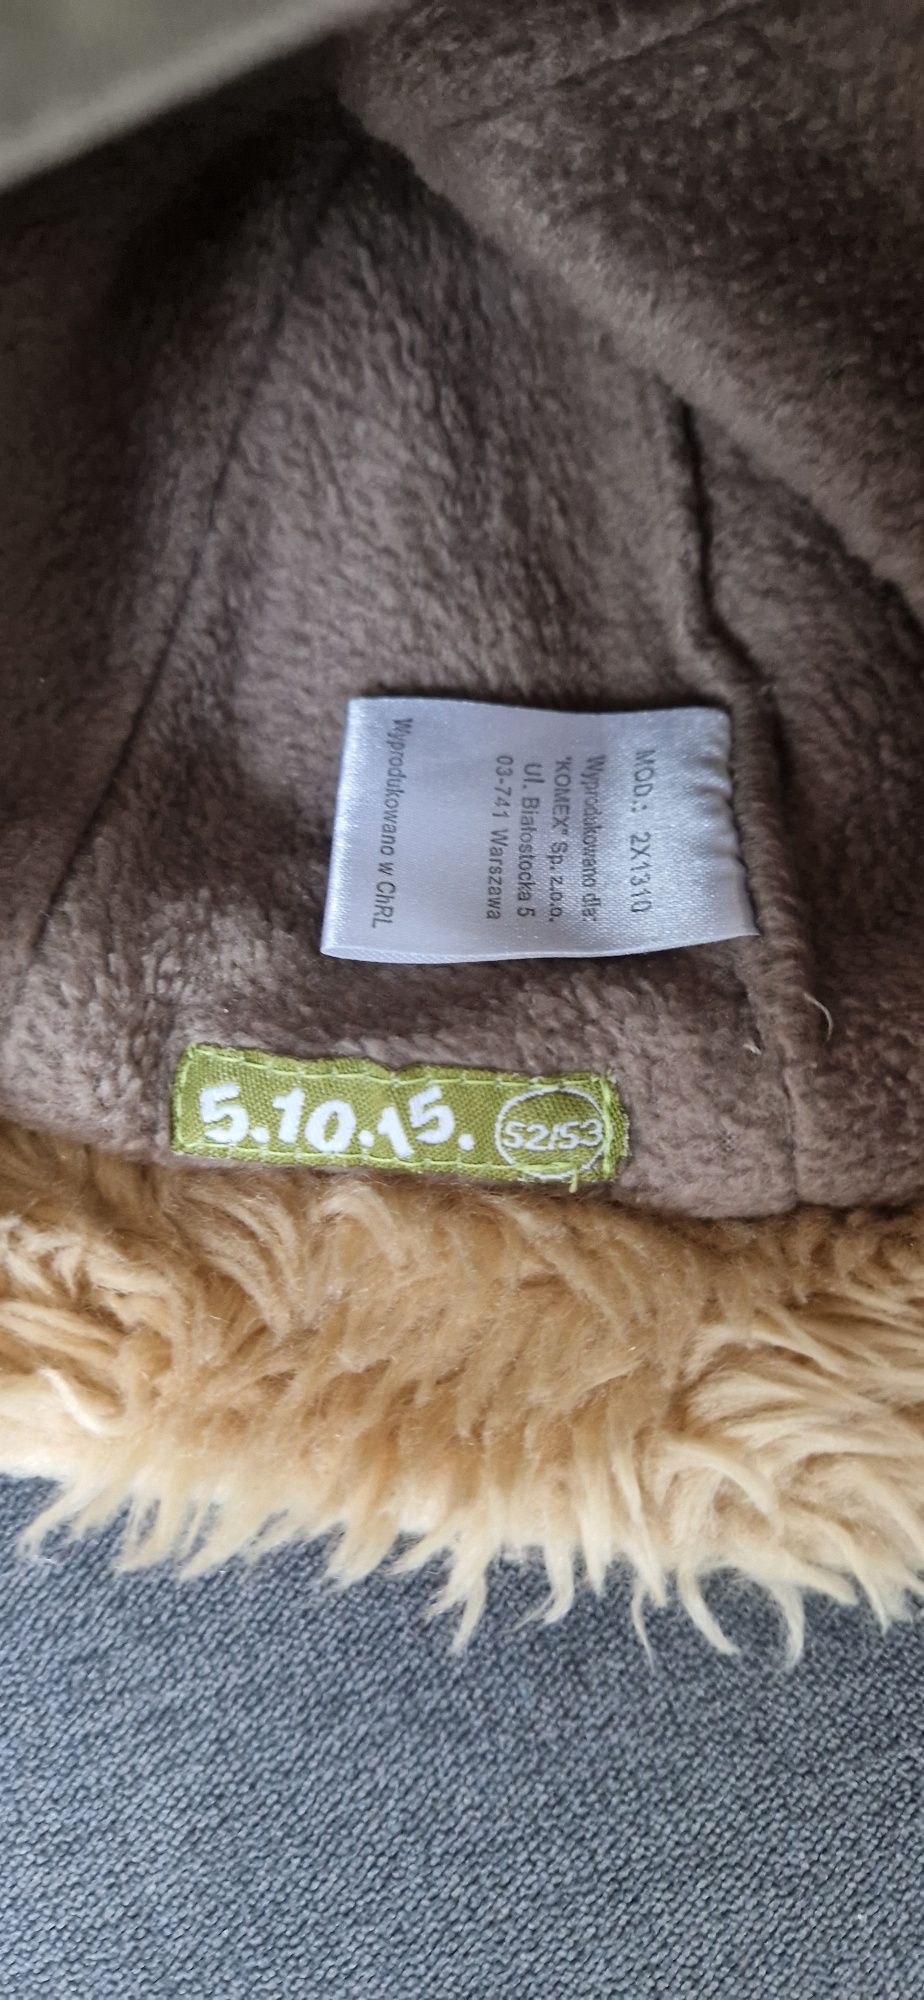 MOD.: 2X1310
Wyprodukowano dla:
"KOMEX" Sp. z.o.o.
ul. Białostocka 5
03-741 Warszawa
Wyprodukowano w ChRL
5.10.15. 52/53